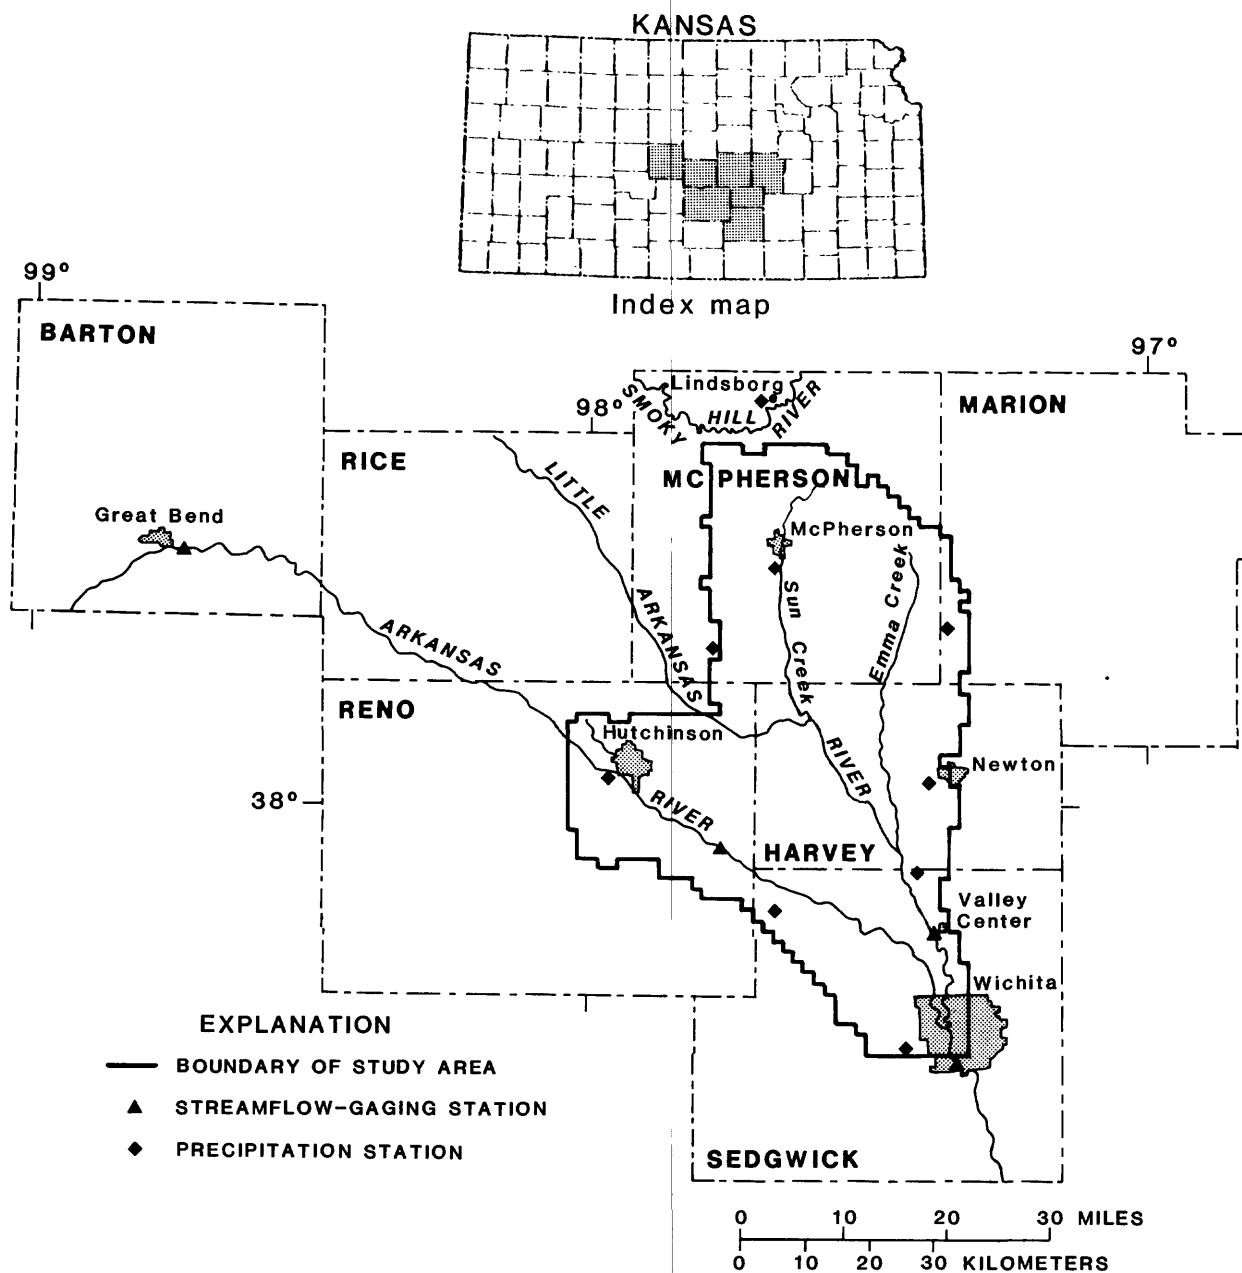 KANSAS
Index map
99°
BARTON
97°
Lindsborg
SMOKY
HILL
RIVER
MARION
98°
RICE
LITTLE
MC PHERSON
Great Bend
McPherson
Emma Creek
Sun Creek
ARKANSAS
ARKANSAS
RENO
Hutchinson
RIVER
Newton
38°
RIVER
HARVEY
Valley
Center
Wichita
EXPLANATION
BOUNDARY OF STUDY AREA
STREAMFLOW-GAGING STATION
PRECIPITATION STATION
SEDGWICK
0 10 20 30 MILES
0 10 20 30 KILOMETERS